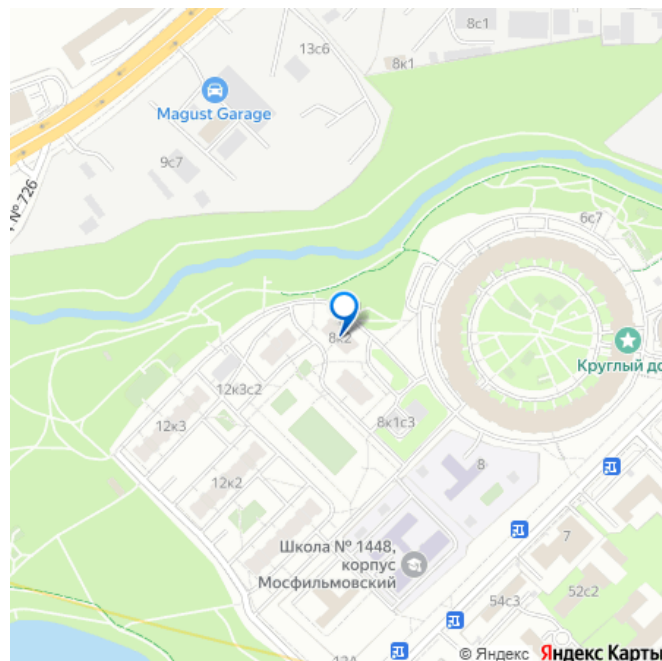 8с1
13с6
8к1
Magust Garage
9с7
№ 726
6с7
8к2
Круглый до
12к3с2
8к1с3
12к3
8
12к2
Школа № 1448,
корпус
Мосфильмовский
7
52с2
54с3
© Яндекс Яндекс Карты